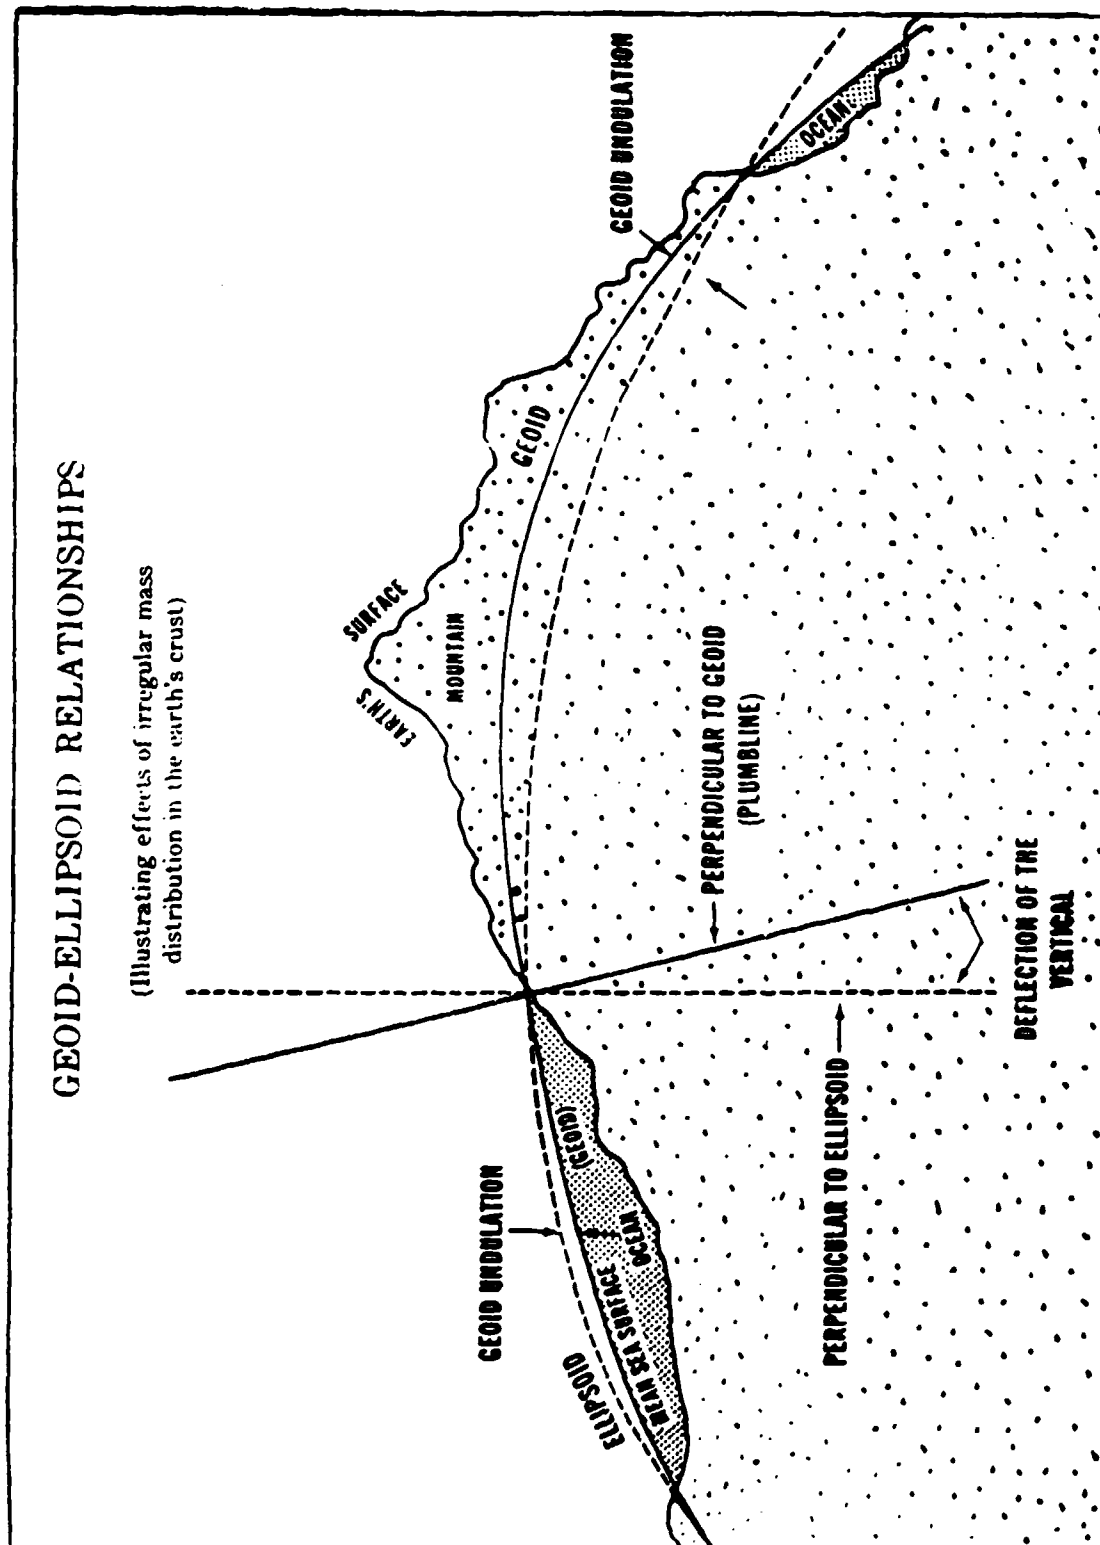 GEOID-ELLIPSOID RELATIONSHIPS
(Illustrating effects of irregular mass
distribution in the earth's crust)
EARTH'S
SURFACE
MOUNTAIN
GEOID
GEOID UNDULATION
OCEAN
GEOID UNDULATION
ELLIPSOID
MEAN SEA SURFACE
(GEOID)
OCEAN
PERPENDICULAR TO GEOID
(PLUMBLINE)
PERPENDICULAR TO ELLIPSOID
DEFLECTION OF THE
VERTICAL